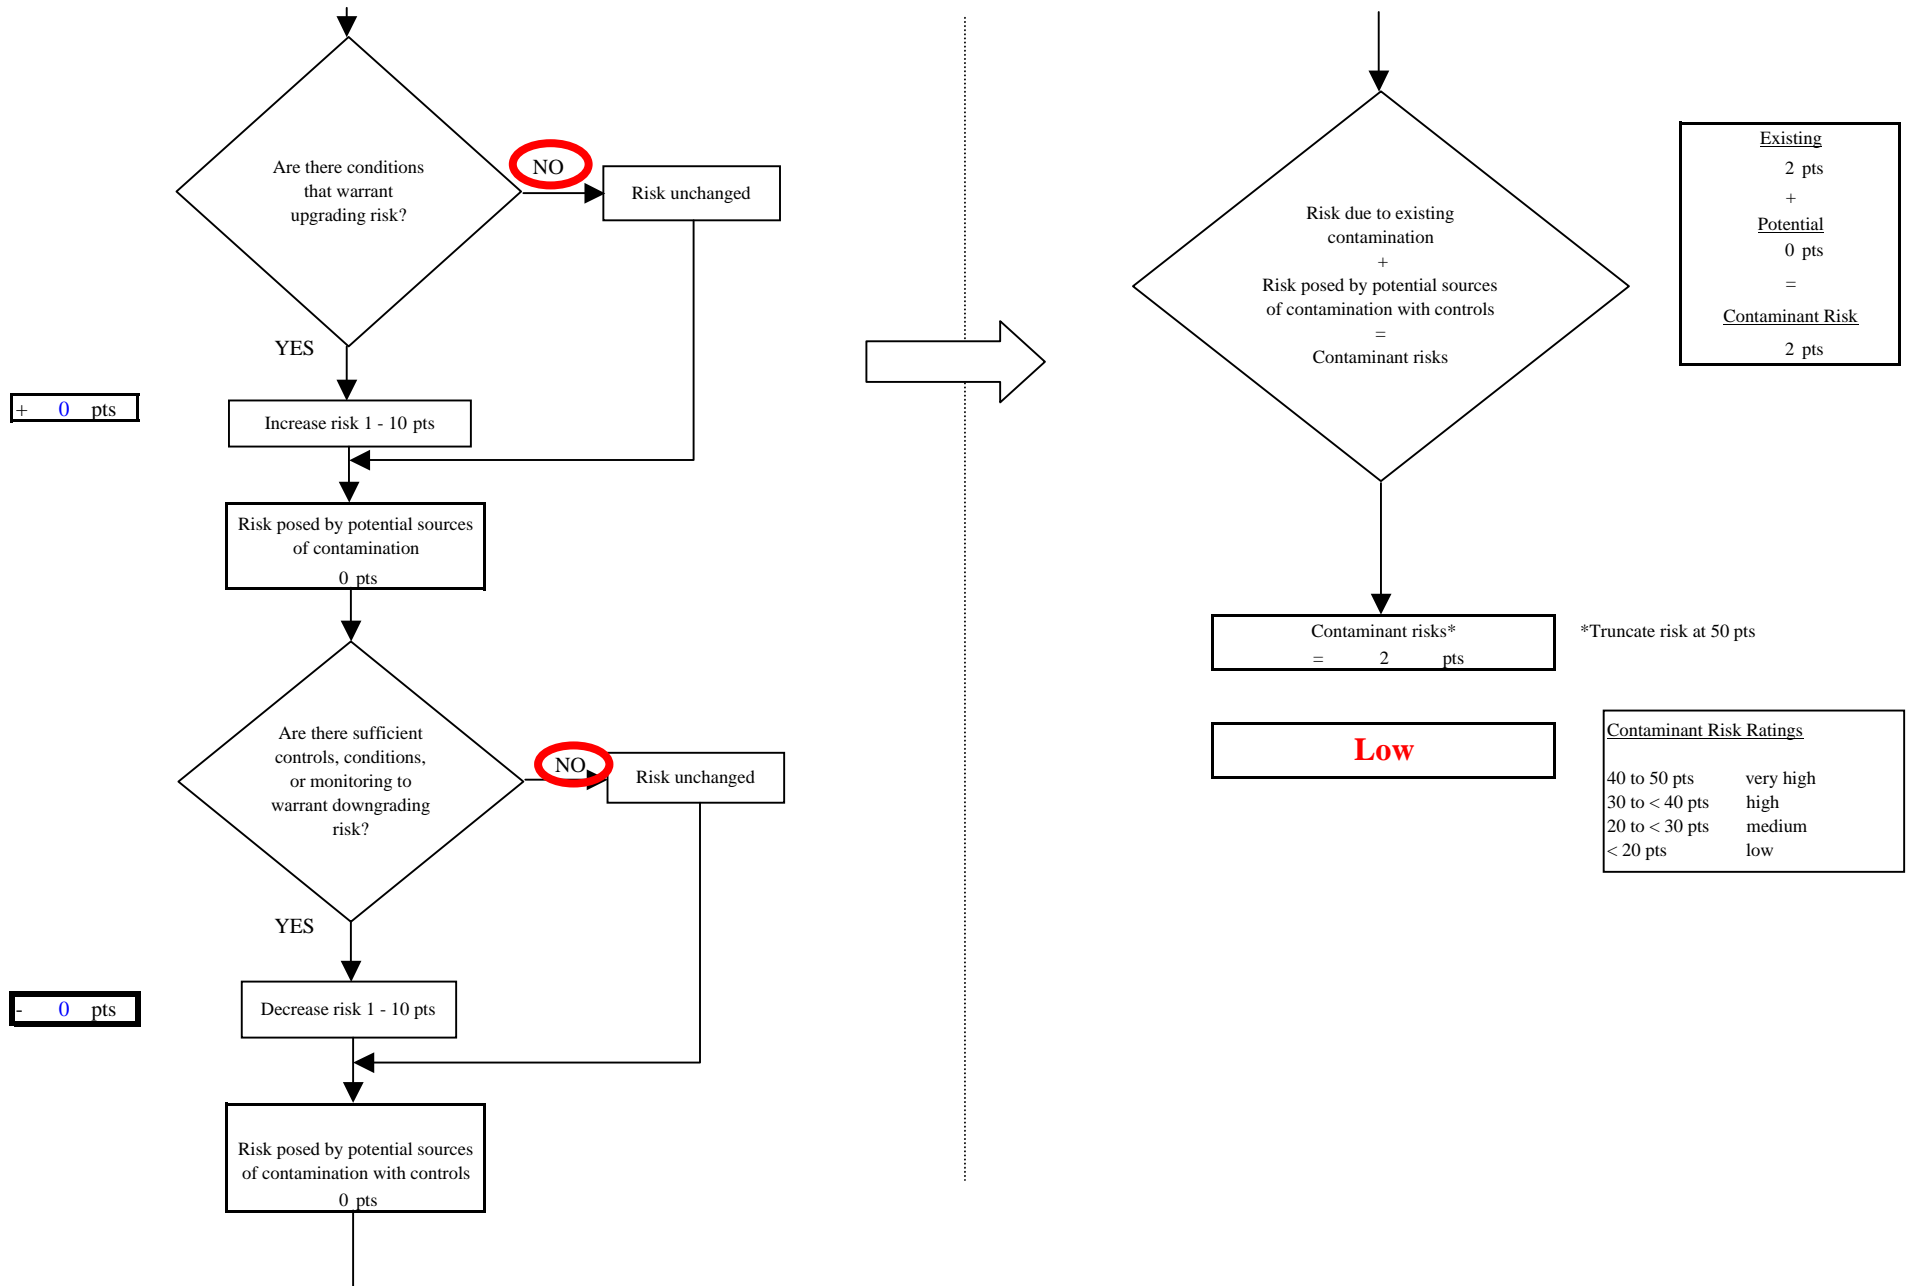 Are there conditions
that warrant
upgrading risk?
NO
Risk unchanged
YES
+ 0 pts
Increase risk 1 - 10 pts
Risk posed by potential sources
of contamination
0 pts
Are there sufficient
controls, conditions,
or monitoring to
warrant downgrading
risk?
NO
Risk unchanged
YES
- 0 pts
Decrease risk 1 - 10 pts
Risk posed by potential sources
of contamination with controls
0 pts
Risk due to existing
contamination
+
Risk posed by potential sources
of contamination with controls
=
Contaminant risks
Existing
2 pts
+
Potential
0 pts
=
Contaminant Risk
2 pts
Contaminant risks*
= 2 pts
*Truncate risk at 50 pts
Low
Contaminant Risk Ratings
40 to 50 pts very high
30 to < 40 pts high
20 to < 30 pts medium
< 20 pts low